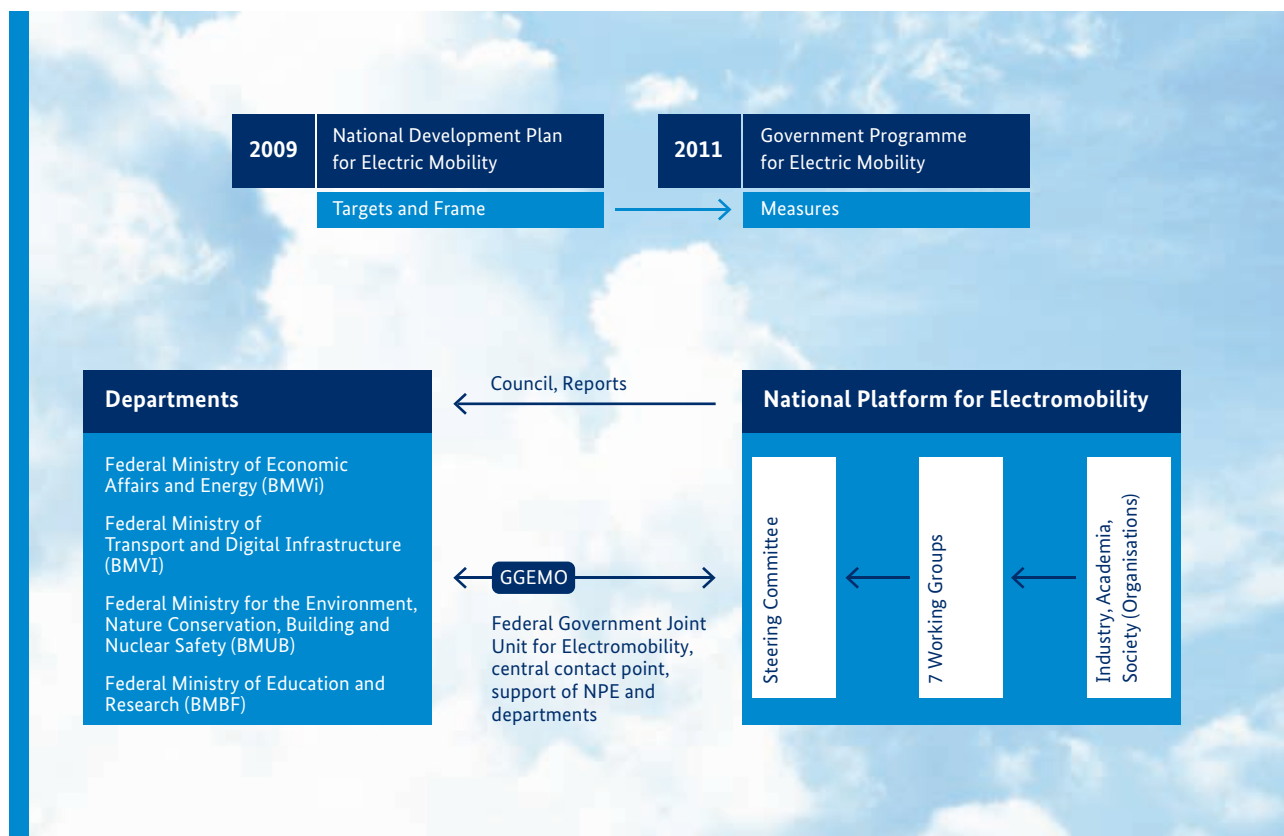 2009
National Development Plan
for Electric Mobility
Targets and Frame
2011
Government Programme
for Electric Mobility
Measures
Departments
Federal Ministry of Economic
Affairs and Energy (BMWi)
Federal Ministry of
Transport and Digital Infrastructure
(BMVI)
Federal Ministry for the Environment,
Nature Conservation, Building and
Nuclear Safety (BMUB)
Federal Ministry of Education and
Research (BMBF)
Council, Reports
GGEMO
Federal Government Joint
Unit for Electromobility,
central contact point,
support of NPE and
departments
National Platform for Electromobility
Steering Committee
7 Working Groups
Industry, Academia,
Society (Organisations)